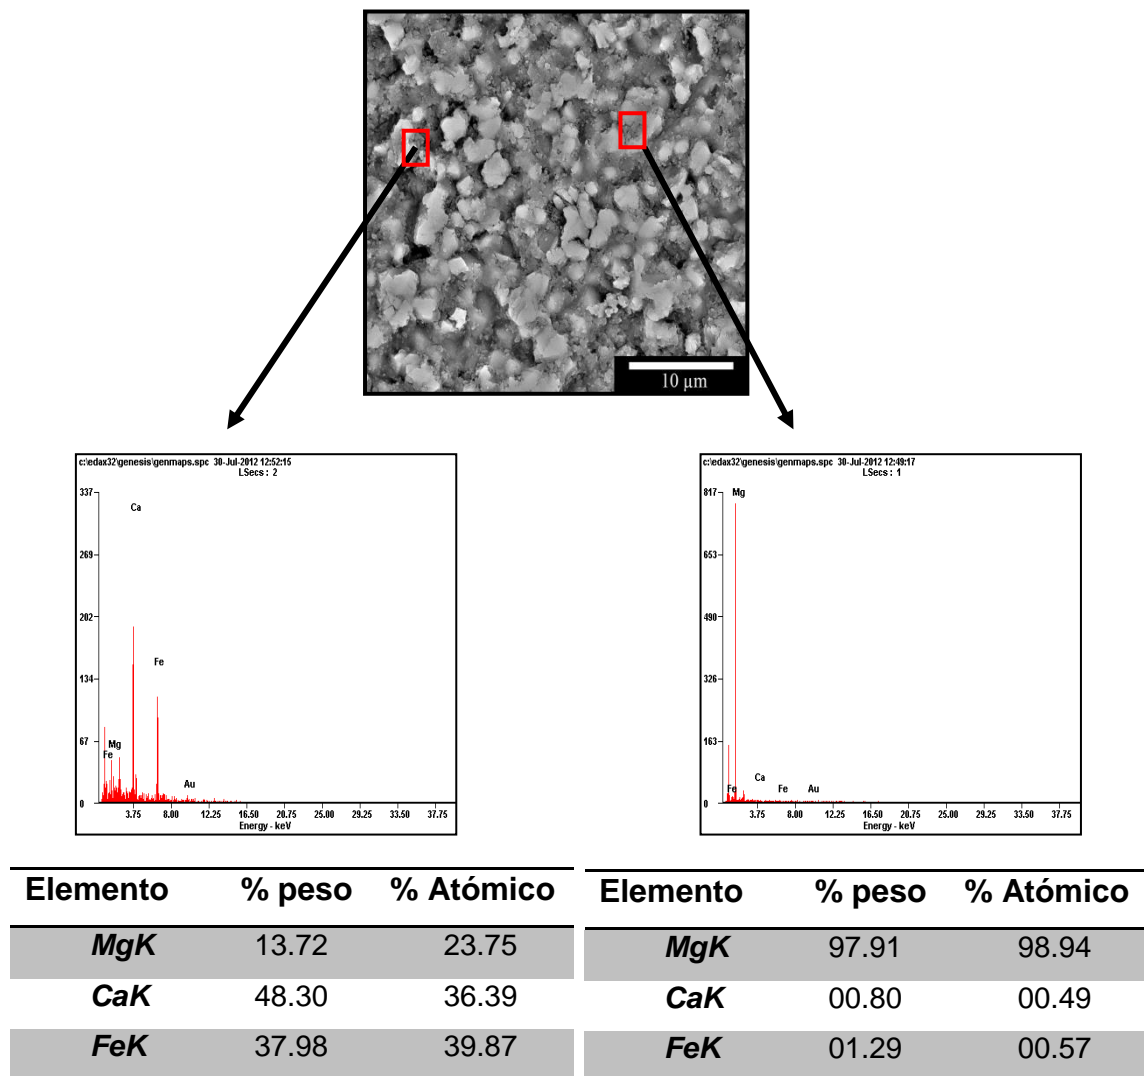 10 µm
c:\edax32\genesis\genmaps.spc 30-Jul-2012 12:52:15
LSecs : 2
337
Ca
269
202
Fe
134
67
Mg
Fe
Au
0
3.75 8.00 12.25 16.50 20.75 25.00 29.25 33.50 37.75
Energy - keV
c:\edax32\genesis\genmaps.spc 30-Jul-2012 12:49:17
LSecs : 1
817
Mg
653
490
326
163
Ca
Fe Fe Au
0
3.75 8.00 12.25 16.50 20.75 25.00 29.25 33.50 37.75
Energy - keV
Elemento % peso % Atómico
MgK 13.72 23.75
CaK 48.30 36.39
FeK 37.98 39.87
Elemento % peso % Atómico
MgK 97.91 98.94
CaK 00.80 00.49
FeK 01.29 00.57